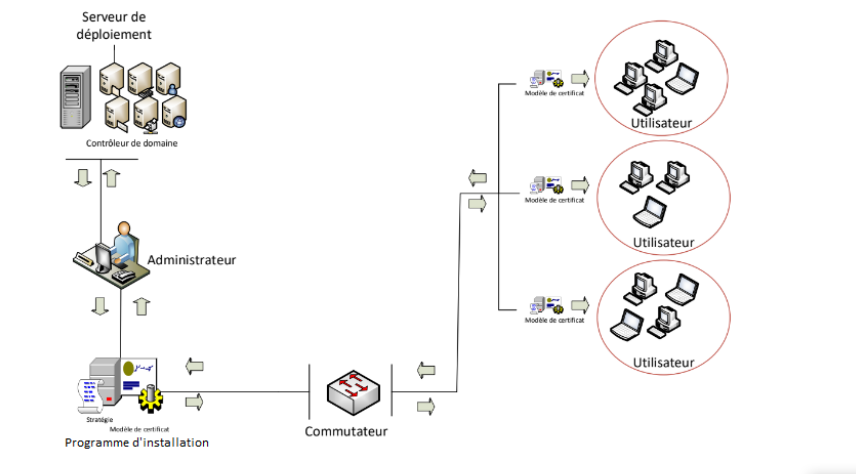 Serveur de
déploiement
Contrôleur de domaine
Administrateur
Stratégie
Modèle de certificat
Programme d'installation
Commutateur
Modèle de certificat
Utilisateur
Modèle de certificat
Utilisateur
Modèle de certificat
Utilisateur